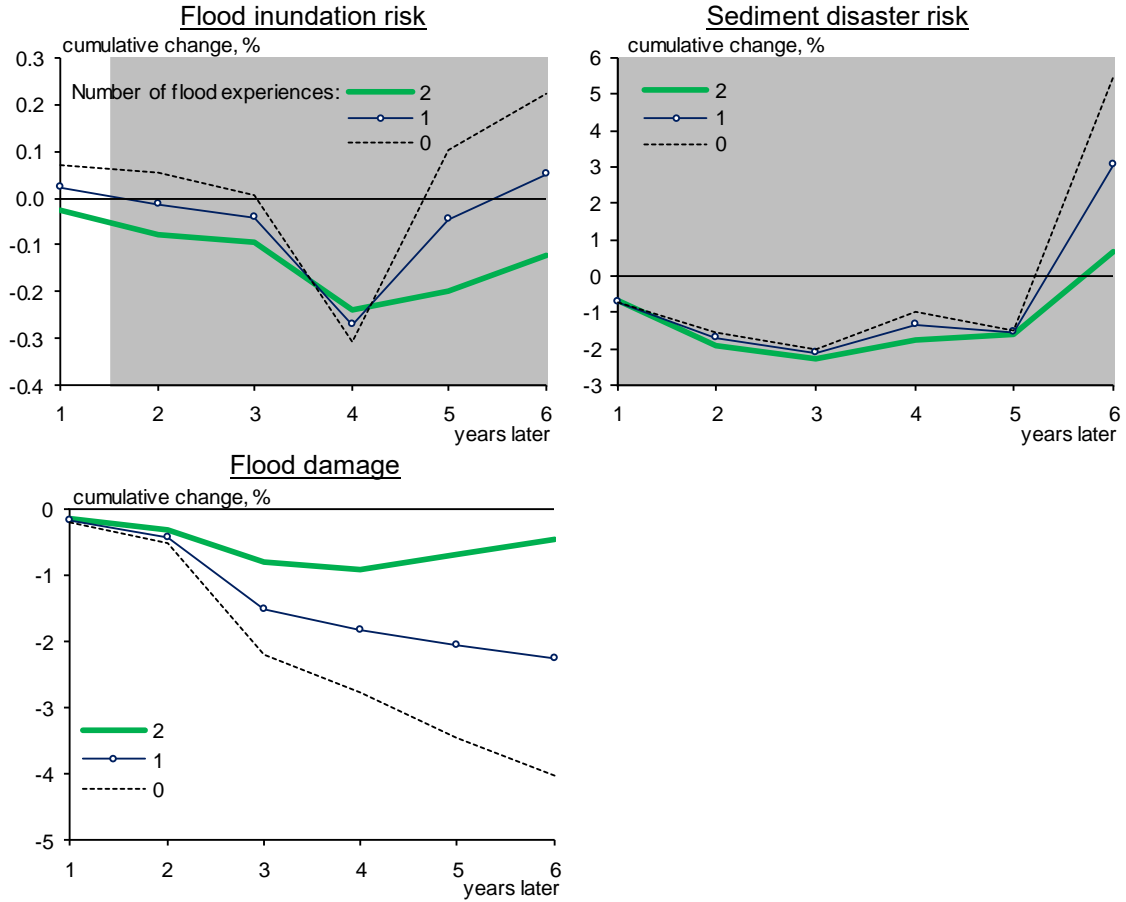 Flood inundation risk
cumulative change, %
0.3
0.2
0.1
0.0
-0.1
-0.2
-0.3
-0.4
Number of flood experiences:
2
1
0
1 2 3 4 5 6
years later
Sediment disaster risk
cumulative change, %
6
5
4
3
2
1
0
-1
-2
-3
2
1
0
1 2 3 4 5 6
years later
Flood damage
cumulative change, %
0
-1
-2
-3
-4
-5
2
1
0
1 2 3 4 5 6
years later